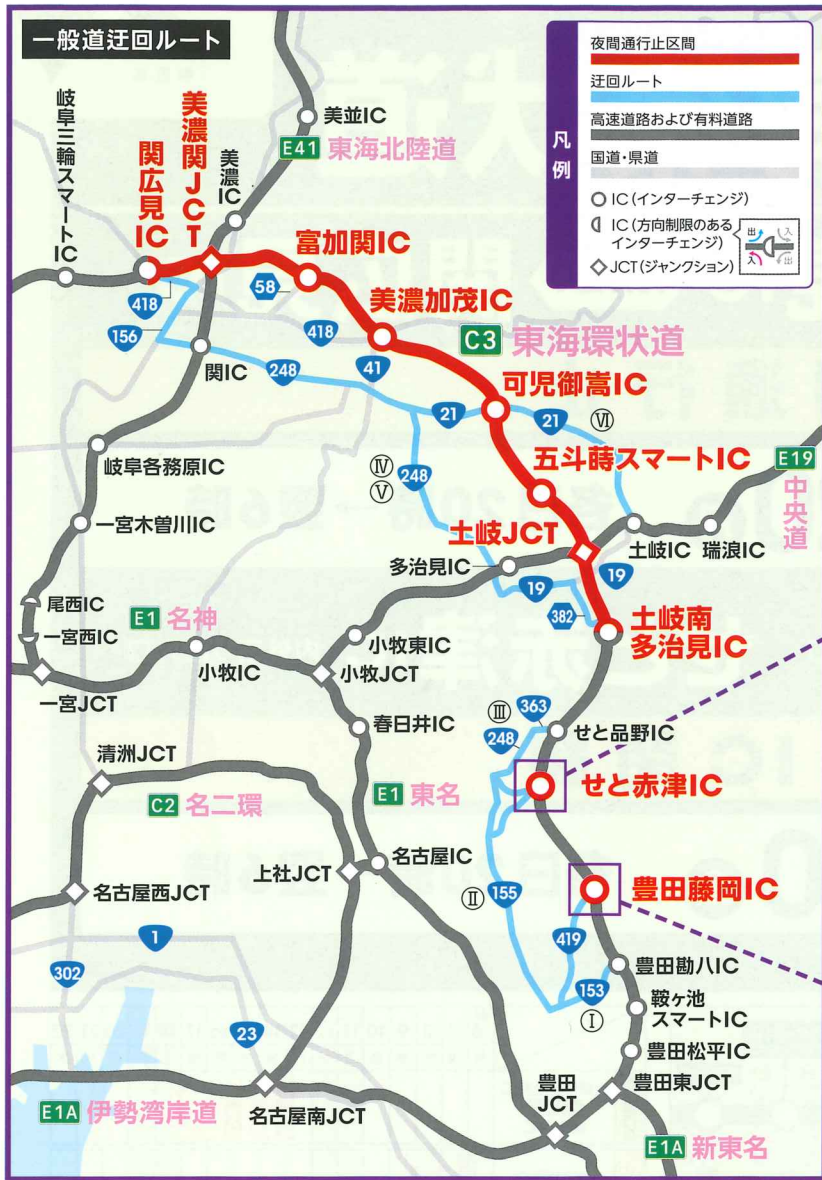 一般道迂回ルート
凡例
夜間通行止区間
迂回ルート
高速道路および有料道路
国道・県道
IC(インターチェンジ)
IC(方向制限のある
インターチェンジ)
出
入
入
出
JCT(ジャンクション)
美並IC
E41 東海北陸道
岐阜三輪スマートIC
関広見IC
美濃関JCT
美濃IC
富加関IC
58
418
156
418
美濃加茂IC
41
C3 東海環状道
関IC
248
可児御嵩IC
21
21
Ⅵ
岐阜各務原IC
Ⅳ
Ⅴ
248
五斗蒔スマートIC
E19
中央道
一宮木曽川IC
土岐JCT
土岐IC
瑞浪IC
多治見IC
19
19
382
尾西IC
一宮西IC
E1 名神
小牧東IC
土岐南
多治見IC
小牧IC
小牧JCT
一宮JCT
春日井IC
Ⅲ
363
248
せと品野IC
清洲JCT
せと赤津IC
C2 名二環
E1 東名
名古屋IC
上社JCT
名古屋西JCT
Ⅱ
155
豊田藤岡IC
1
419
302
豊田勘八IC
153
Ⅰ
鞍ヶ池
スマートIC
23
豊田松平IC
豊田東JCT
豊田
JCT
E1A 伊勢湾岸道
名古屋南JCT
E1A 新東名